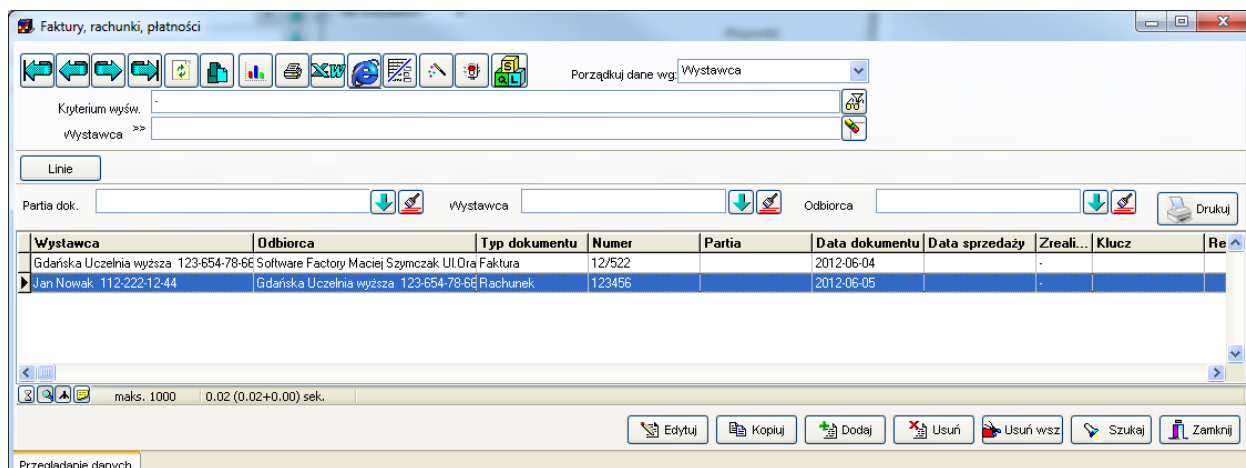 Faktury, rachunki, płatności
Porządkuj dane wg: Wystawca
Kryterium wyśw. -
Wystawca >>
Linie
Partia dok. Wystawca Odbiorca Drukuj
Wystawca Odbiorca Typ dokumentu Numer Partia Data dokumentu Data sprzedaży Zreali... Klucz Re
Gdańska Uczelnia wyższa 123-654-78-66 Software Factory Maciej Szymczak Ul.Ora Faktura 12/522 2012-06-04 -
Jan Nowak 112-222-12-44 Gdańska Uczelnia wyższa 123-654-78-66 Rachunek 123456 2012-06-05 -
maks. 1000 0.02 (0.02+0.00) sek.
Edytuj Kopiuj Dodaj Usuń Usuń wsz Szukaj Zamknij
Przeglądanie danych